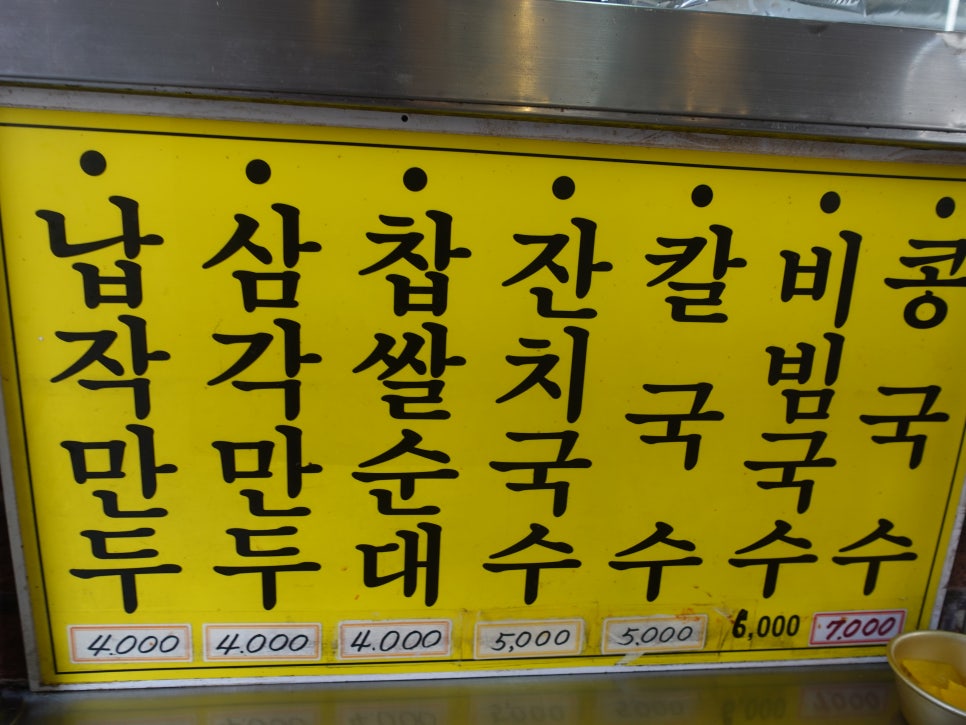 납작만두 4.000
삼각만두 4.000
찹쌀순대 4.000
잔치국수 5,000
칼국수 5,000
비빔국수 6,000
콩국수 7.000